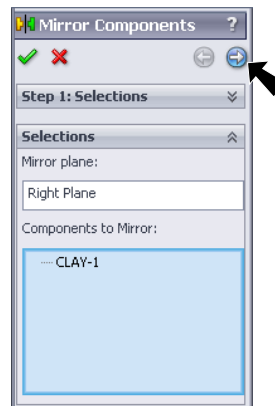 Mirror Components ?
Step 1: Selections
Selections
Mirror plane:
Right Plane
Components to Mirror:
CLAY-1